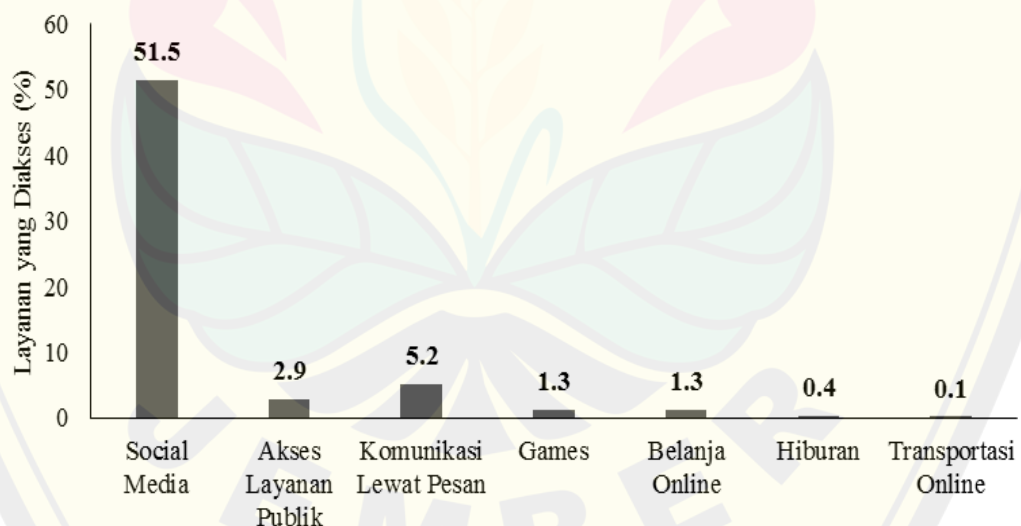 Layanan yang Diakses (%)
60
50
40
30
20
10
0
51.5
2.9
5.2
1.3
1.3
0.4
0.1
Social
Media
Akses
Layanan
Publik
Komunikasi
Lewat Pesan
Games
Belanja
Online
Hiburan
Transportasi
Online